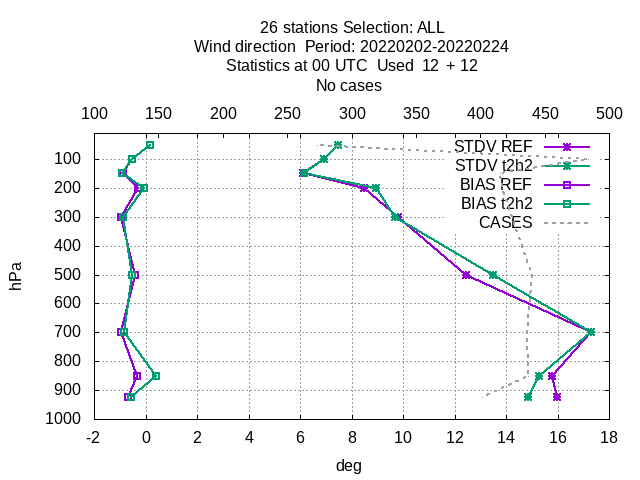 26 stations Selection: ALL
Wind direction  Period: 20220202-20220224
Statistics at 00 UTC  Used  12  + 12
No cases
100 150 200 250 300 350 400 450 500
STDV REF
STDV t2h2
BIAS REF
BIAS t2h2
CASES
100
200
300
400
500
600
700
800
900
1000
hPa
-2 0 2 4 6 8 10 12 14 16 18
deg